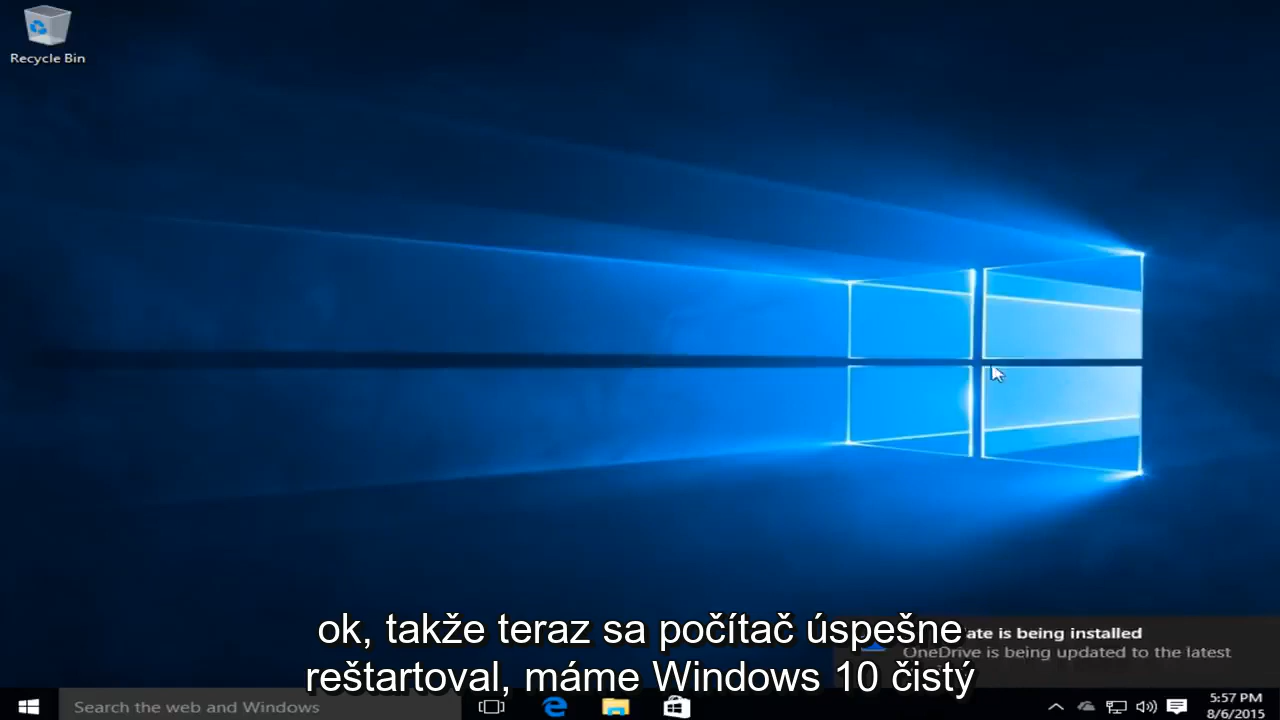 Recycle Bin
ate is being installed
OneDrive is being updated to the latest
ok, takže teraz sa počítač úspešne
reštartoval, máme Windows 10 čistý
Search the web and Windows
5:57 PM
8/6/2015